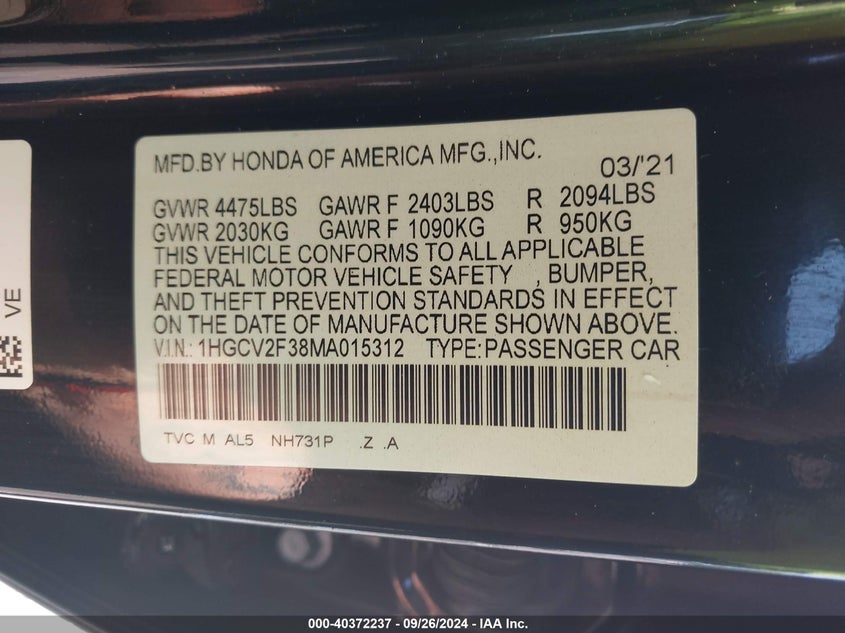 MFD.BY HONDA OF AMERICA MFG.,INC. 03/'21
GVWR 4475LBS GAWR F 2403LBS R 2094LBS
GVWR 2030KG GAWR F 1090KG R 950KG
THIS VEHICLE CONFORMS TO ALL APPLICABLE
FEDERAL MOTOR VEHICLE SAFETY , BUMPER,
AND THEFT PREVENTION STANDARDS IN EFFECT
ON THE DATE OF MANUFACTURE SHOWN ABOVE.
V.I.N.: 1HGCV2F38MA015312 TYPE:PASSENGER CAR
TVC M AL5 NH731P .Z .A
VE
000-40372237 - 09/26/2024 - IAA Inc.